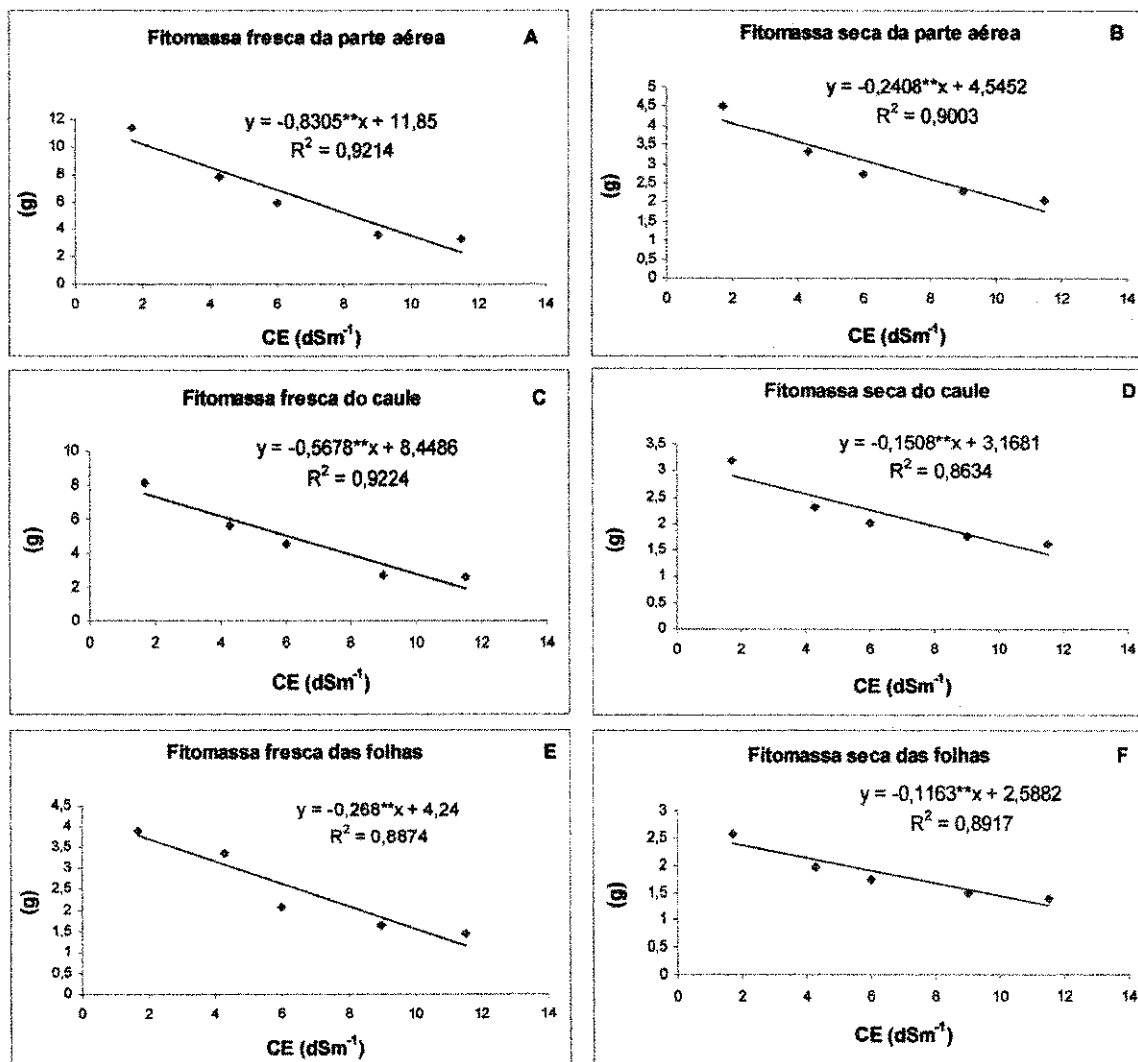 Fitomassa fresca da parte aérea
A
y = -0,8305**x + 11,85
R² = 0,9214
(g)
12
10
8
6
4
2
0
0 2 4 6 8 10 12 14
CE (dSm⁻¹)
Fitomassa seca da parte aérea
B
y = -0,2408**x + 4,5452
R² = 0,9003
(g)
5
4,5
4
3,5
3
2,5
2
1,5
1
0,5
0
0 2 4 6 8 10 12 14
CE (dSm⁻¹)
Fitomassa fresca do caule
C
y = -0,5678**x + 8,4486
R² = 0,9224
(g)
10
8
6
4
2
0
0 2 4 6 8 10 12 14
CE (dSm⁻¹)
Fitomassa seca do caule
D
y = -0,1508**x + 3,1681
R² = 0,8634
(g)
3,5
3
2,5
2
1,5
1
0,5
0
0 2 4 6 8 10 12 14
CE (dSm⁻¹)
Fitomassa fresca das folhas
E
y = -0,268**x + 4,24
R² = 0,8874
(g)
4,5
4
3,5
3
2,5
2
1,5
1
0,5
0
0 2 4 6 8 10 12 14
CE (dSm⁻¹)
Fitomassa seca das folhas
F
y = -0,1163**x + 2,5882
R² = 0,8917
(g)
3
2,5
2
1,5
1
0,5
0
0 2 4 6 8 10 12 14
CE (dSm⁻¹)